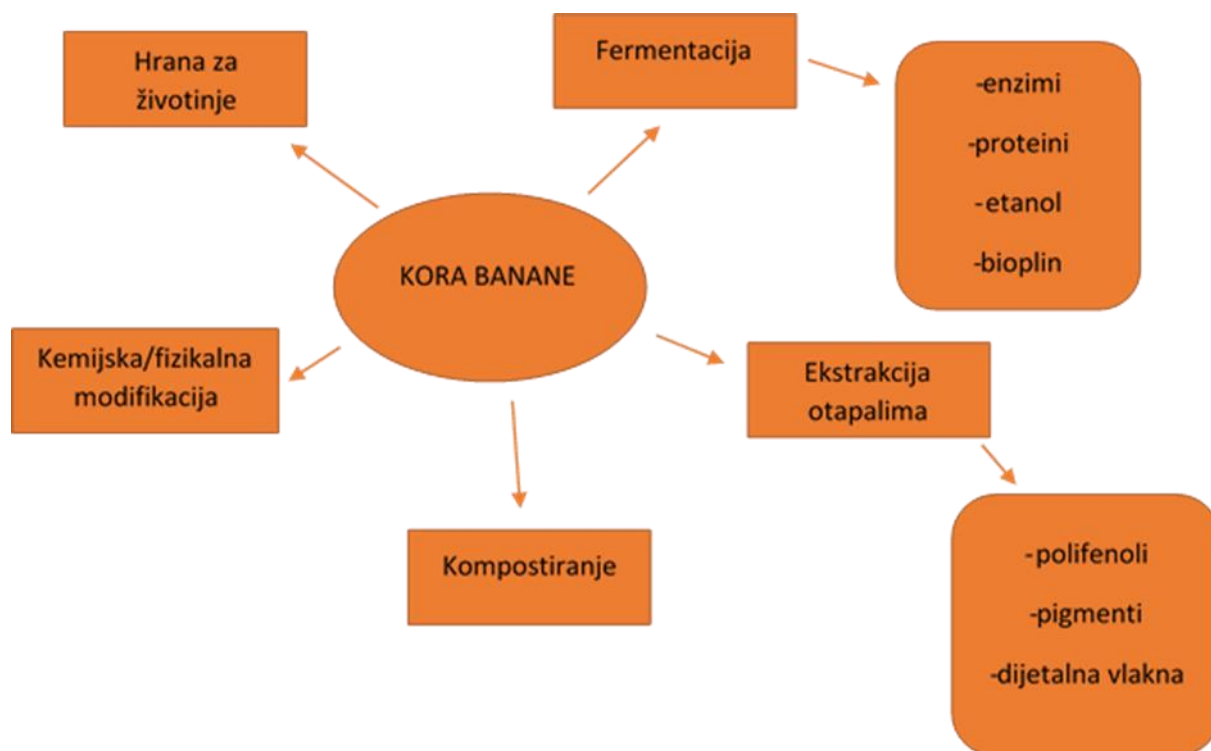 Hrana za
životinje
Fermentacija
-enzimi
-proteini
-etanol
-bioplin
KORA BANANE
Kemijska/fizikalna
modifikacija
Ekstrakcija
otapalima
Kompostiranje
-polifenoli
-pigmenti
-dijetalna vlakna